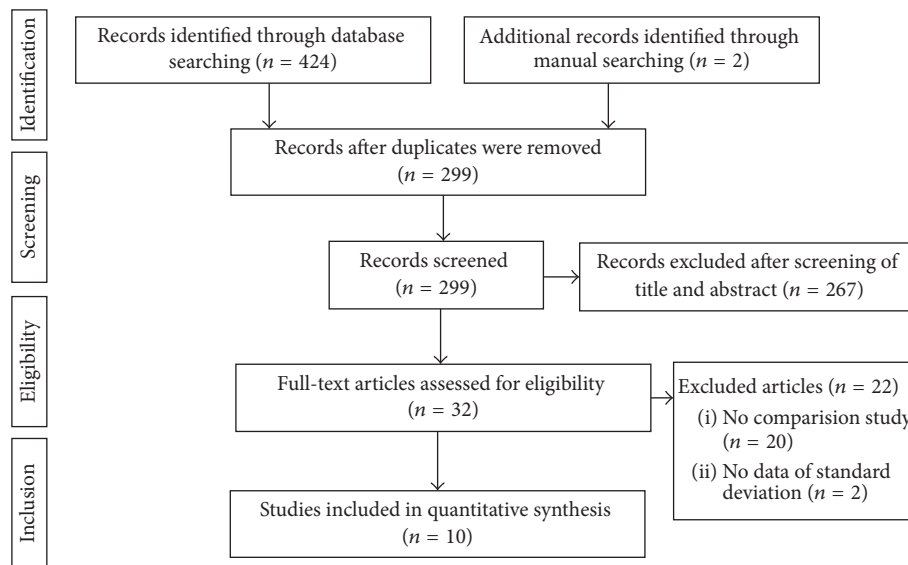 Identification
Records identified through database
searching (n = 424)
Additional records identified through
manual searching (n = 2)
Screening
Records after duplicates were removed
(n = 299)
Records screened
(n = 299)
Records excluded after screening of
title and abstract (n = 267)
Eligibility
Full-text articles assessed for eligibility
(n = 32)
Excluded articles (n = 22)
(i) No comparision study
(n = 20)
(ii) No data of standard
deviation (n = 2)
Inclusion
Studies included in quantitative synthesis
(n = 10)